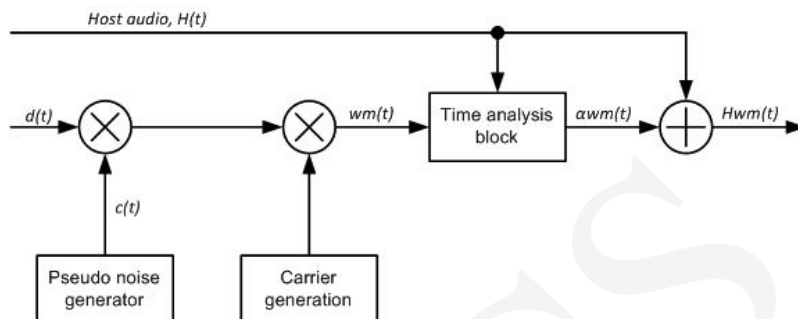 Host audio, H(t)
d(t)
wm(t)
Time analysis
block
αwm(t)
Hwm(t)
c(t)
Pseudo noise
generator
Carrier
generation